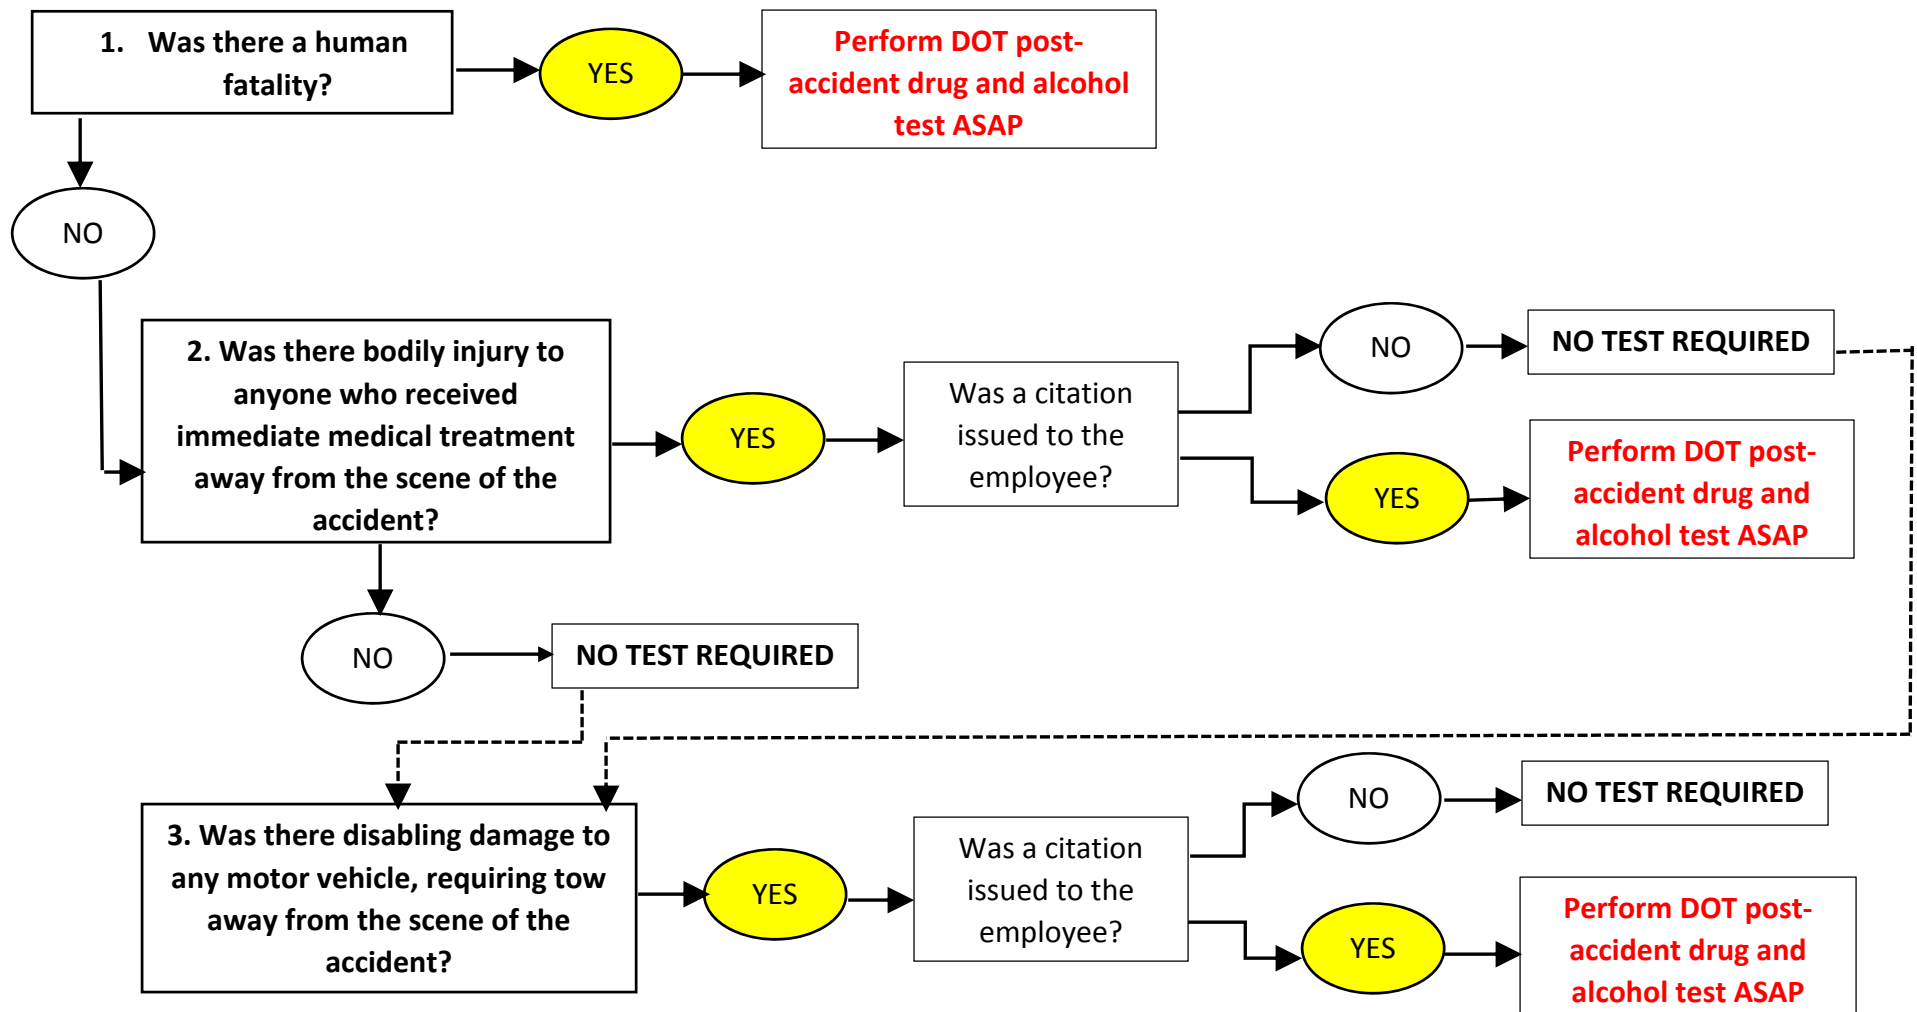 1. Was there a human
fatality?
YES
Perform DOT post-
accident drug and alcohol
test ASAP
NO
2. Was there bodily injury to
anyone who received
immediate medical treatment
away from the scene of the
accident?
YES
Was a citation
issued to the
employee?
NO
NO TEST REQUIRED
YES
Perform DOT post-
accident drug and
alcohol test ASAP
NO
NO TEST REQUIRED
3. Was there disabling damage to
any motor vehicle, requiring tow
away from the scene of the
accident?
YES
Was a citation
issued to the
employee?
NO
NO TEST REQUIRED
YES
Perform DOT post-
accident drug and
alcohol test ASAP